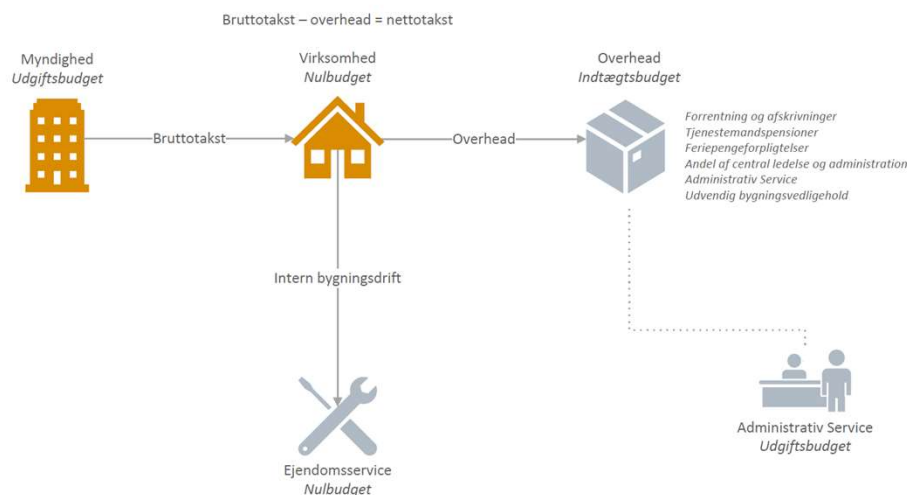 Bruttotakst – overhead = nettotakst
Myndighed
Udgiftsbudget
Virksomhed
Nulbudget
Overhead
Indtægtsbudget
Bruttotakst
Overhead
Forrentning og afskrivninger
Tjenestemandspensioner
Feriepengeforpligtelser
Andel af central ledelse og administration
Administrativ Service
Udvendig bygningsvedligehold
Intern bygningsdrift
Administrativ Service
Udgiftsbudget
Ejendomsservice
Nulbudget